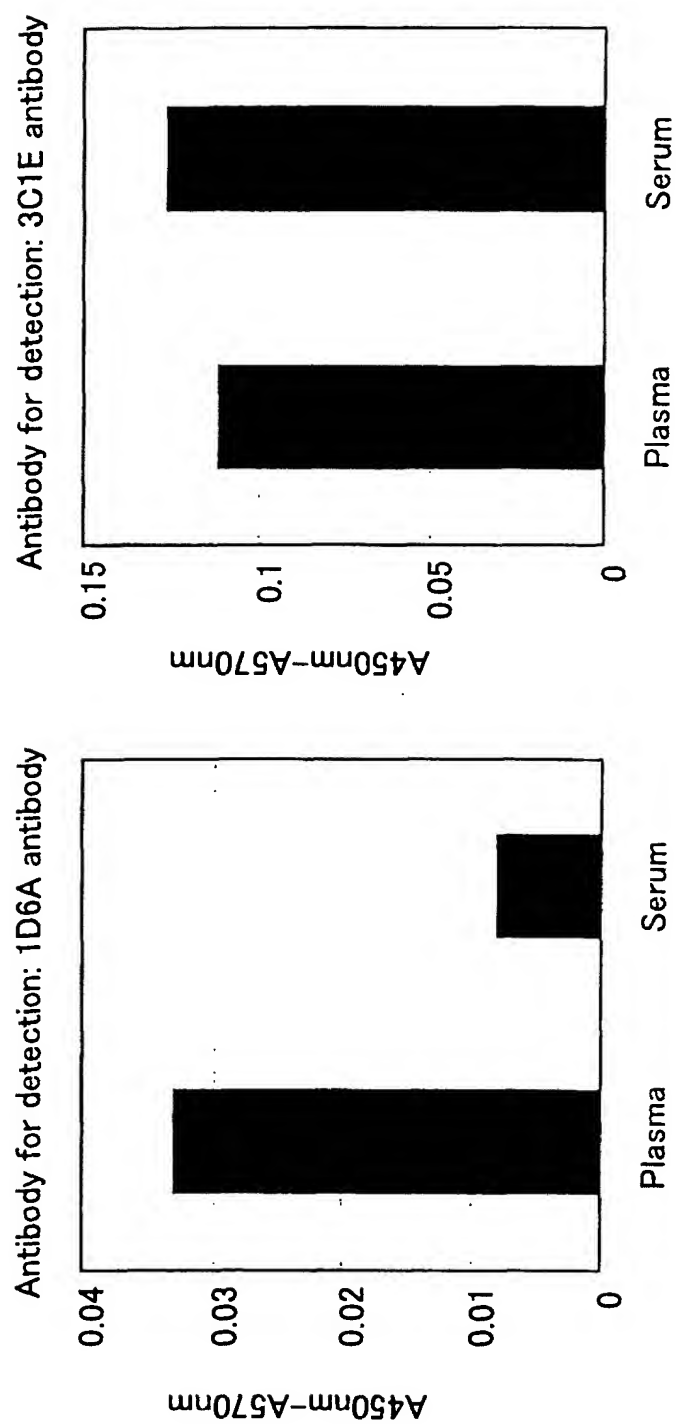 Antibody for detection: 1D6A antibody
A450nm-A570nm
0.04
0.03
0.02
0.01
0
Plasma
Serum
Antibody for detection: 3C1E antibody
A450nm-A570nm
0.15
0.1
0.05
0
Plasma
Serum